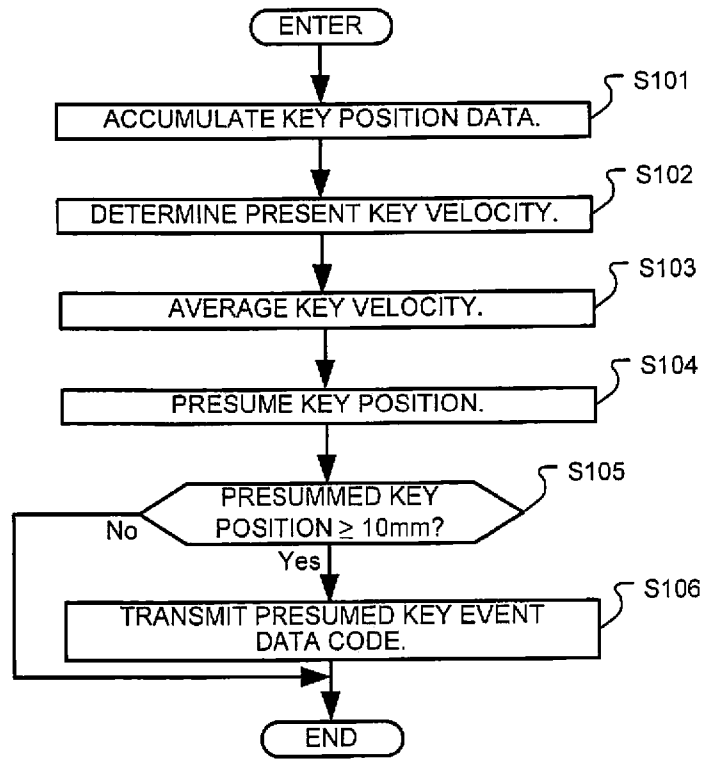 ENTER
S101
ACCUMULATE KEY POSITION DATA.
S102
DETERMINE PRESENT KEY VELOCITY.
S103
AVERAGE KEY VELOCITY.
S104
PRESUME KEY POSITION.
S105
PRESUMMED KEY
POSITION ≥ 10mm?
No
Yes
S106
TRANSMIT PRESUMED KEY EVENT
DATA CODE.
END